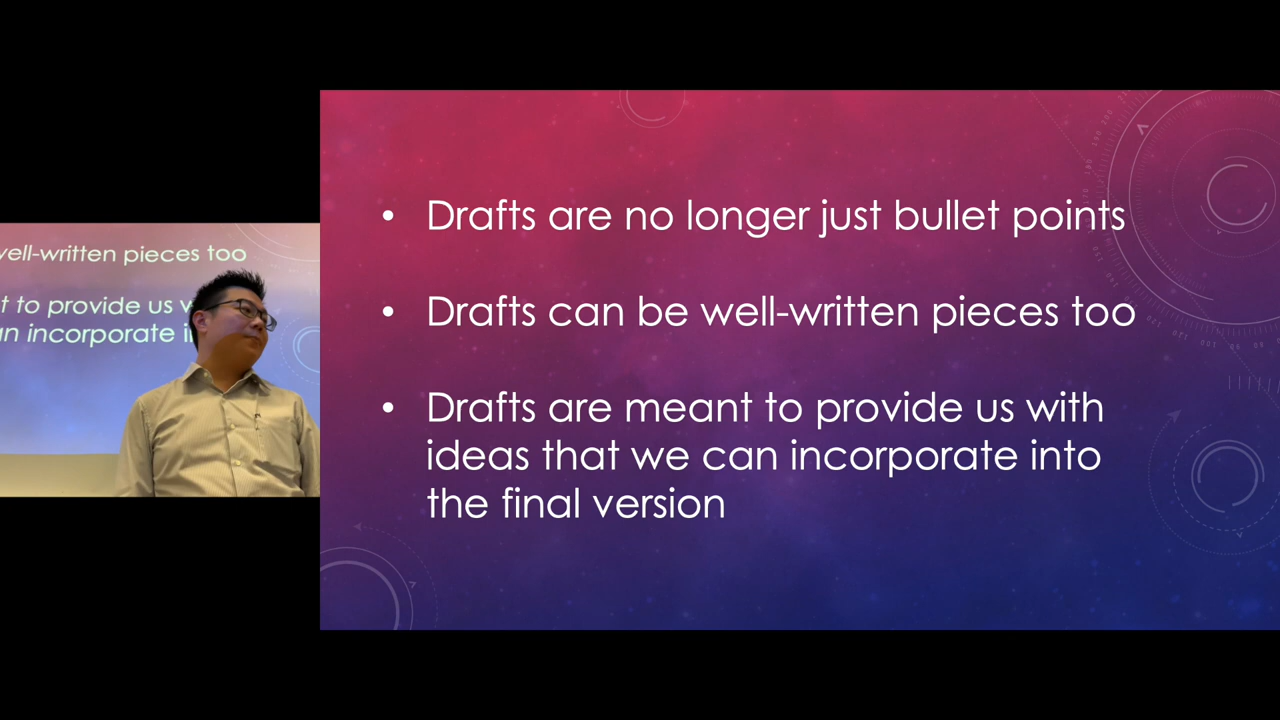 Drafts are no longer just bullet points
Drafts can be well-written pieces too
Drafts are meant to provide us with
ideas that we can incorporate into
the final version
well-written pieces too
to provide us
incorporate